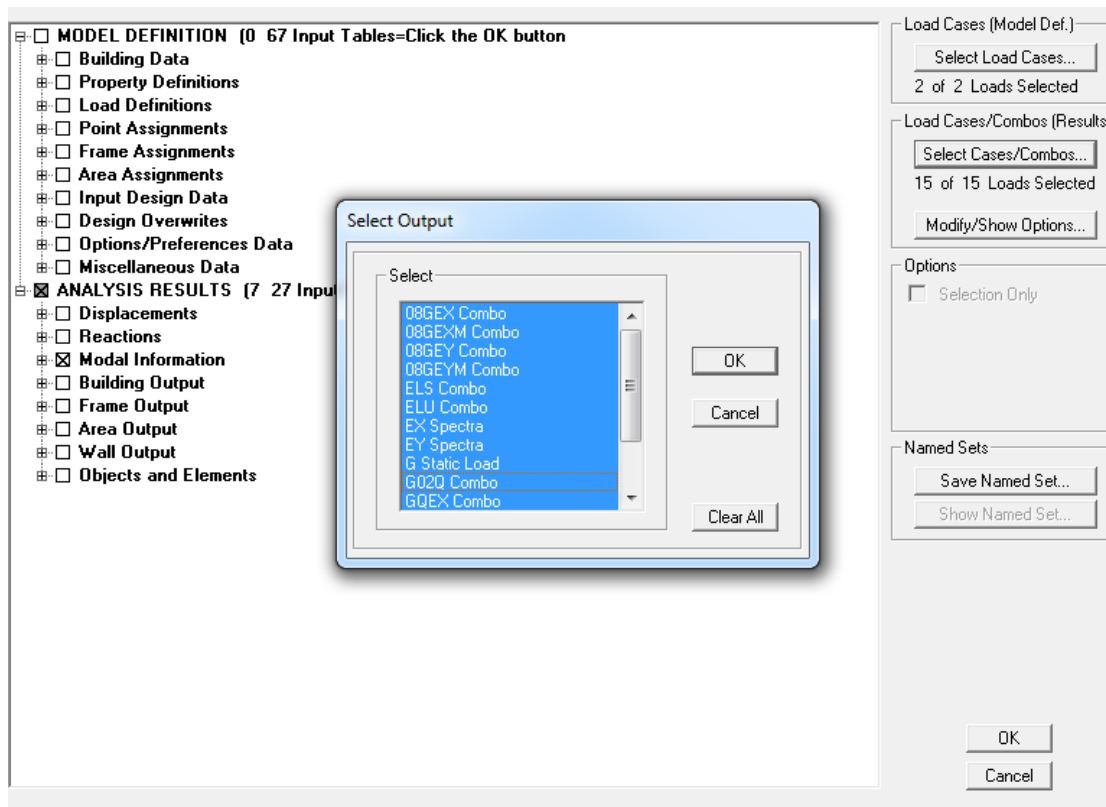 MODEL DEFINITION (0 67 Input Tables=Click the OK button
Building Data
Property Definitions
Load Definitions
Point Assignments
Frame Assignments
Area Assignments
Input Design Data
Design Overwrites
Options/Preferences Data
Miscellaneous Data
ANALYSIS RESULTS (7 27 Inpu
Displacements
Reactions
Modal Information
Building Output
Frame Output
Area Output
Wall Output
Objects and Elements
Select Output
Select
08GEX Combo
08GEXM Combo
08GEY Combo
08GEYM Combo
ELS Combo
ELU Combo
EX Spectra
EY Spectra
G Static Load
G02Q Combo
GQEX Combo
OK
Cancel
Clear All
Load Cases (Model Def.)
Select Load Cases...
2 of 2 Loads Selected
Load Cases/Combos (Results
Select Cases/Combos...
15 of 15 Loads Selected
Modify/Show Options...
Options
Selection Only
Named Sets
Save Named Set...
Show Named Set...
OK
Cancel